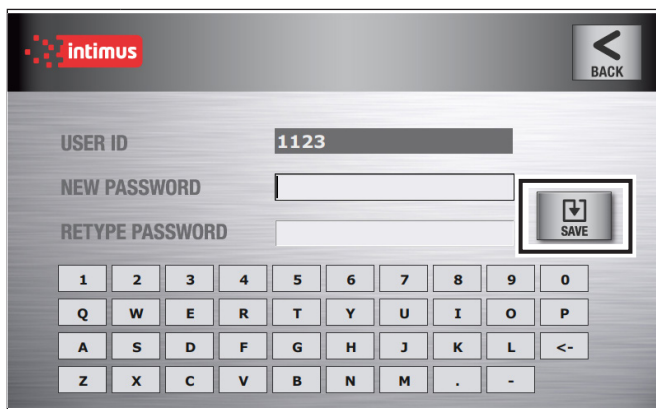 intimus
BACK
USER ID 1123
NEW PASSWORD
RETYPE PASSWORD
SAVE
1 2 3 4 5 6 7 8 9 0
Q W E R T Y U I O P
A S D F G H J K L <-
Z X C V B N M . -